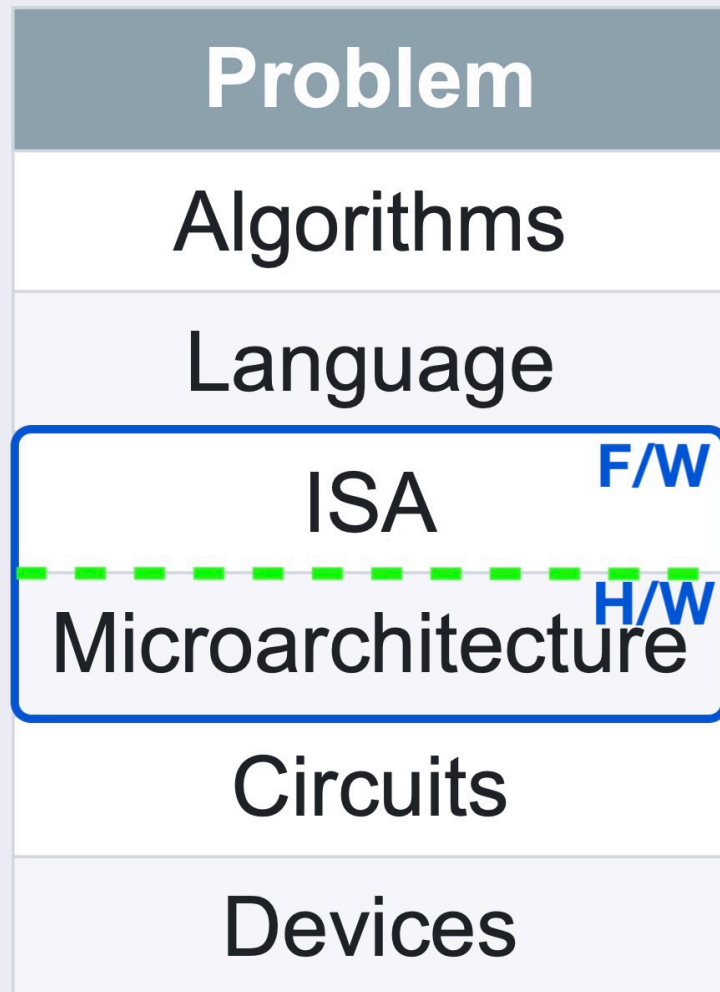 Problem
Algorithms
Language
F/W
ISA
H/W
Microarchitecture
Circuits
Devices